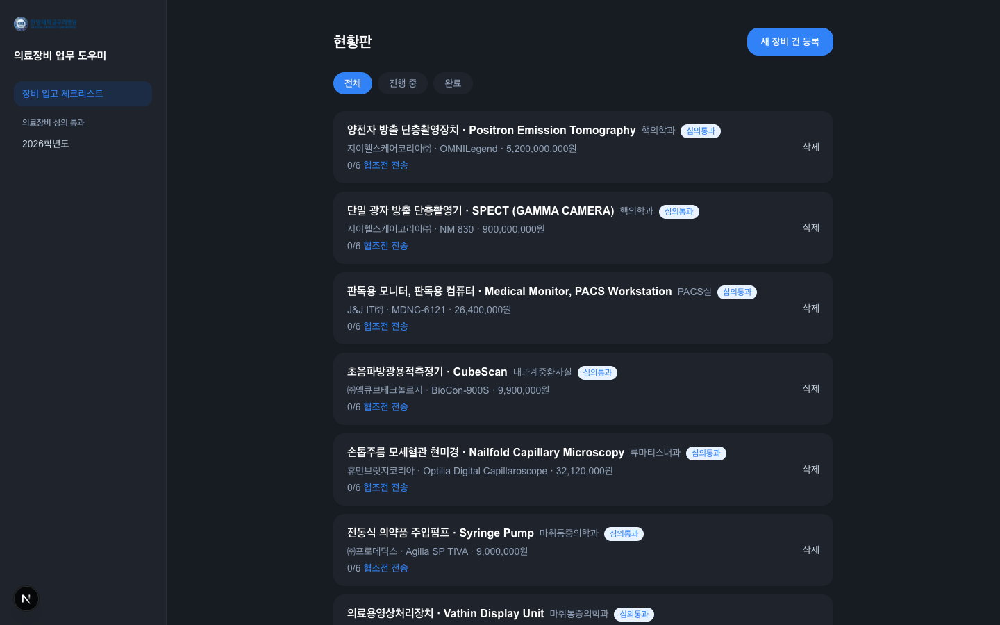 한양대학교구리병원
의료장비 업무 도우미
장비 입고 체크리스트
의료장비 심의 통과
2026학년도
N
현황판
새 장비 건 등록
전체 진행 중 완료
양전자 방출 단층촬영장치 · Positron Emission Tomography 핵의학과 심의통과
지이헬스케어코리아㈜ · OMNILegend · 5,200,000,000원
삭제
0/6 협조전 전송
단일 광자 방출 단층촬영기 · SPECT (GAMMA CAMERA) 핵의학과 심의통과
지이헬스케어코리아㈜ · NM 830 · 900,000,000원
삭제
0/6 협조전 전송
판독용 모니터, 판독용 컴퓨터 · Medical Monitor, PACS Workstation PACS실 심의통과
J&J IT㈜ · MDNC-6121 · 26,400,000원
삭제
0/6 협조전 전송
초음파방광용적측정기 · CubeScan 내과계중환자실 심의통과
㈜엠큐브테크놀로지 · BioCon-900S · 9,900,000원
삭제
0/6 협조전 전송
손톱주름 모세혈관 현미경 · Nailfold Capillary Microscopy 류마티스내과 심의통과
휴먼브릿지코리아 · Optilia Digital Capillaroscope · 32,120,000원
삭제
0/6 협조전 전송
전동식 의약품 주입펌프 · Syringe Pump 마취통증의학과 심의통과
㈜프로메딕스 · Agilia SP TIVA · 9,000,000원
삭제
0/6 협조전 전송
의료용영상처리장치 · Vathin Display Unit 마취통증의학과 심의통과